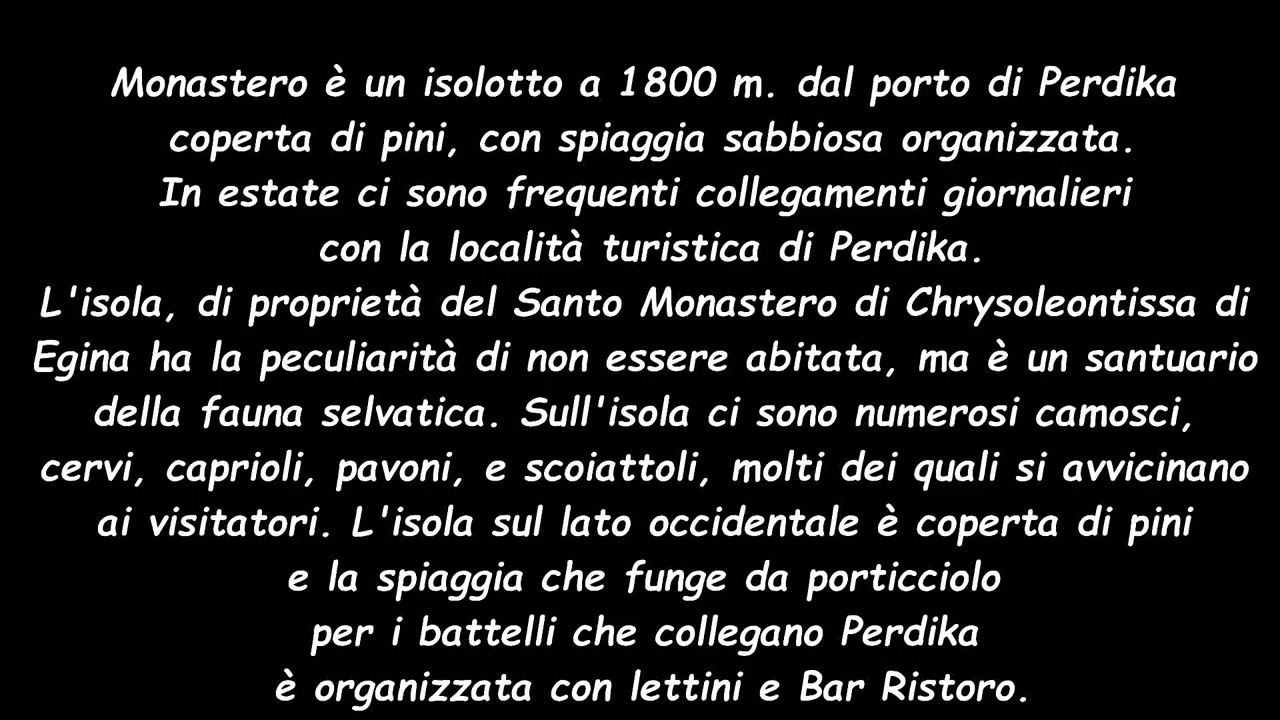 Monastero è un isolotto a 1800 m. dal porto di Perdika
coperta di pini, con spiaggia sabbiosa organizzata.
In estate ci sono frequenti collegamenti giornalieri
con la località turistica di Perdika.
L'isola, di proprietà del Santo Monastero di Chrysoleontissa di
Egina ha la peculiarità di non essere abitata, ma è un santuario
della fauna selvatica. Sull'isola ci sono numerosi camosci,
cervi, caprioli, pavoni, e scoiattoli, molti dei quali si avvicinano
ai visitatori. L'isola sul lato occidentale è coperta di pini
e la spiaggia che funge da porticciolo
per i battelli che collegano Perdika
è organizzata con lettini e Bar Ristoro.